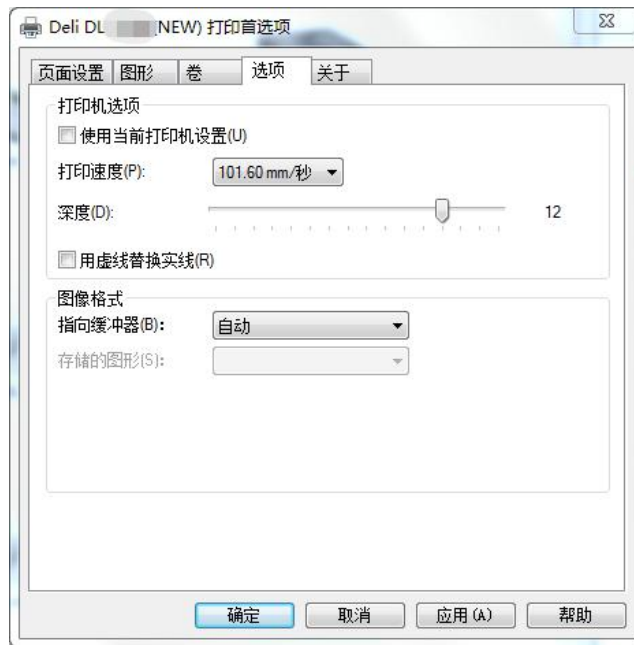 Deli DL (NEW) 打印首选项
页面设置 图形 卷 选项 关于
打印机选项
使用当前打印机设置(U)
打印速度(P): 101.60 mm/秒
深度(D): 12
用虚线替换实线(R)
图像格式
指向缓冲器(B): 自动
存储的图形(S):
确定 取消 应用(A) 帮助